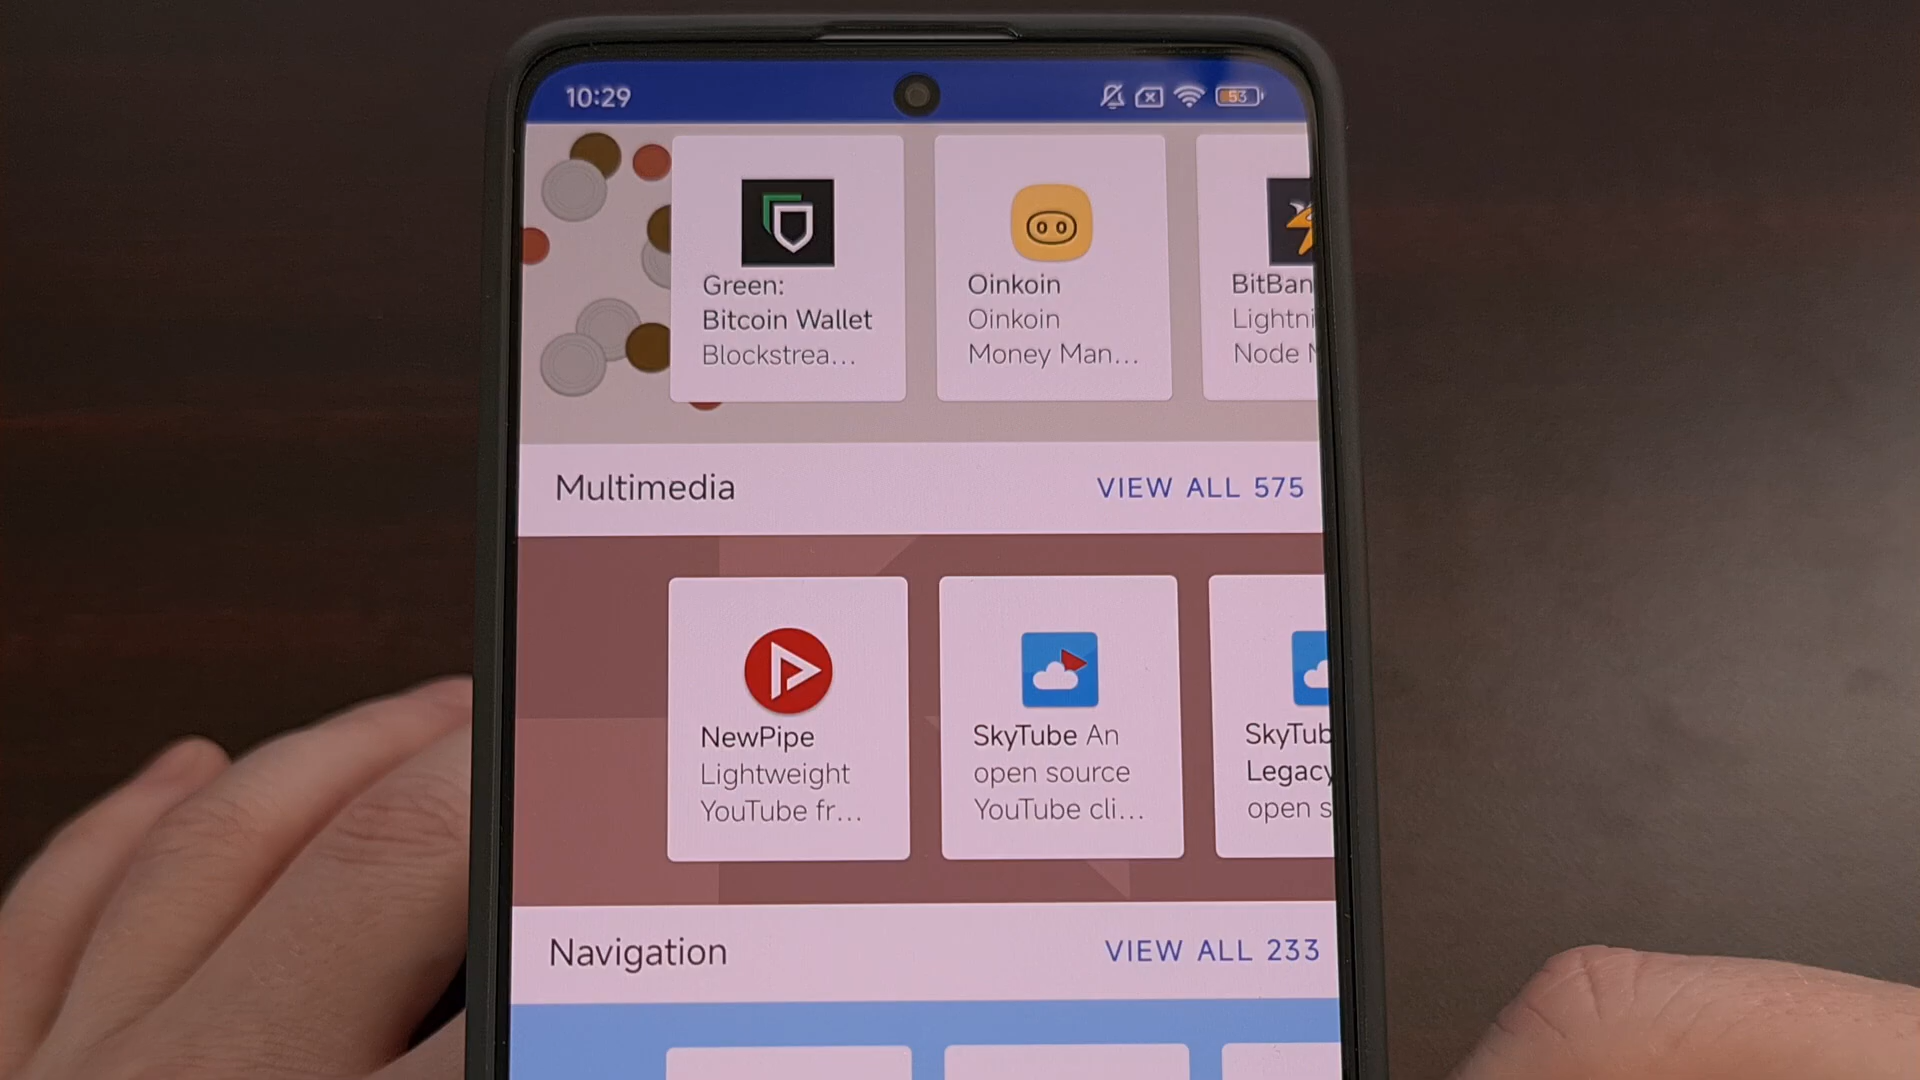 10:29
53
Green:
Bitcoin Wallet
Blockstrea...
Oinkoin
Oinkoin
Money Man...
BitBan
Lightni
Node
Multimedia
VIEW ALL 575
NewPipe
Lightweight
YouTube fr...
SkyTube An
open source
YouTube cli...
SkyTub
Legacy
open s
Navigation
VIEW ALL 233